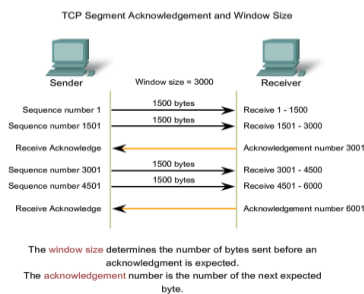 TCP Segment Acknowledgement and Window Size
Sender
Window size = 3000
Receiver
Sequence number 1
1500 bytes
Receive 1 - 1500
Sequence number 1501
1500 bytes
Receive 1501 - 3000
Receive Acknowledge
Acknowledgement number 3001
Sequence number 3001
1500 bytes
Receive 3001 - 4500
Sequence number 4501
1500 bytes
Receive 4501 - 6000
Receive Acknowledge
Acknowledgement number 6001
The window size determines the number of bytes sent before an
acknowledgment is expected.
The acknowledgement number is the number of the next expected
byte.